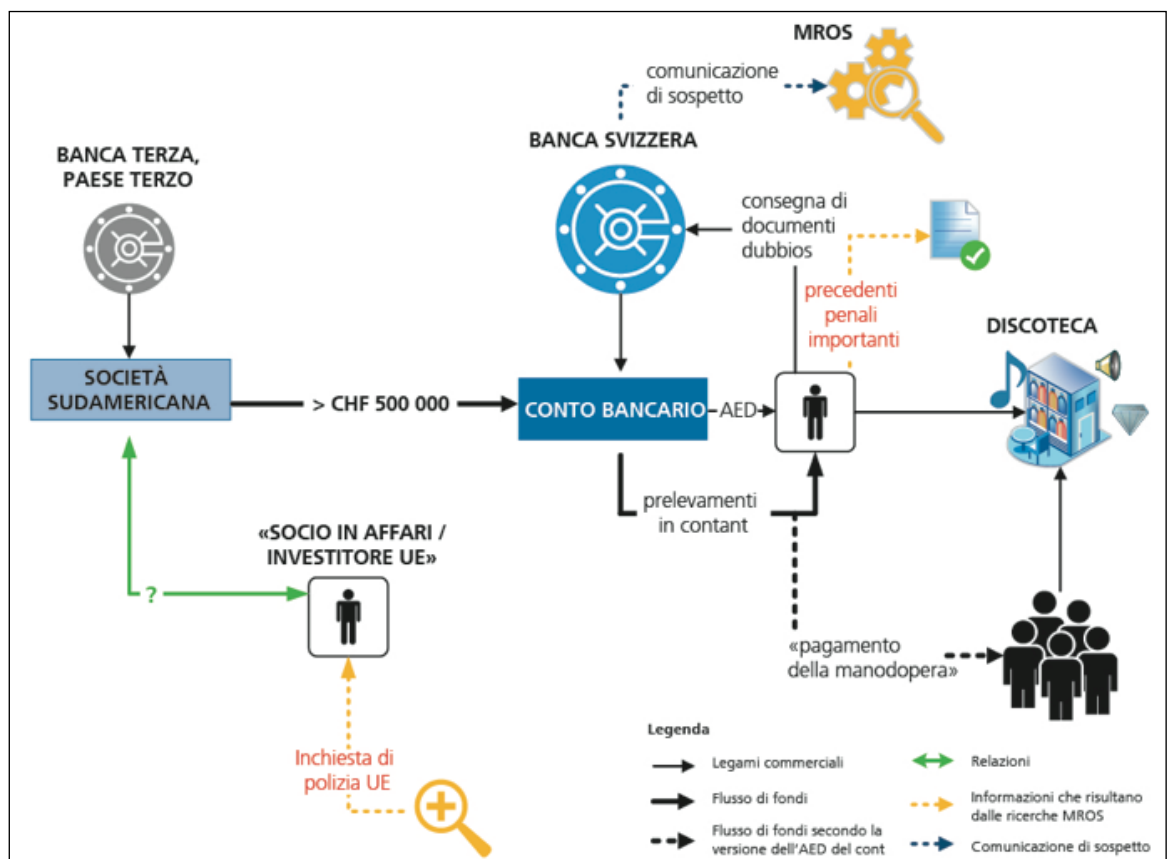 MROS
comunicazione
di sospetto
BANCA SVIZZERA
BANCA TERZA,
PAESE TERZO
consegna di
documenti
dubbios
precedenti
penali
importanti
DISCOTECA
SOCIETÀ
SUDAMERICANA
> CHF 500 000
CONTO BANCARIO
AED
prelevamenti
in contant
«SOCIO IN AFFARI /
INVESTITORE UE»
?
«pagamento
della manodopera»
Inchiesta di
polizia UE
Legenda
Legami commerciali
Flusso di fondi
Flusso di fondi secondo la
versione dell'AED del cont
Relazioni
Informazioni che risultano
dalle ricerche MROS
Comunicazione di sospetto